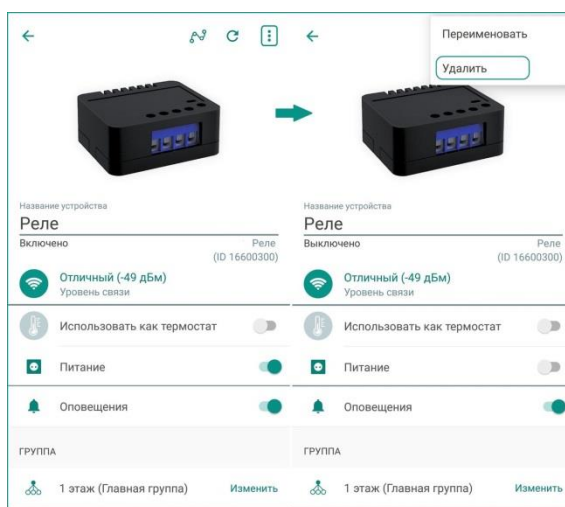 Название устройства
Реле
Включено
Реле
(ID 16600300)
Отличный (-49 дБм)
Уровень связи
Использовать как термостат
Питание
Оповещения
ГРУППА
1 этаж (Главная группа) Изменить
Переименовать
Удалить
Название устройства
Реле
Выключено
Реле
(ID 16600300)
Отличный (-49 дБм)
Уровень связи
Использовать как термостат
Питание
Оповещения
ГРУППА
1 этаж (Главная группа) Изменить